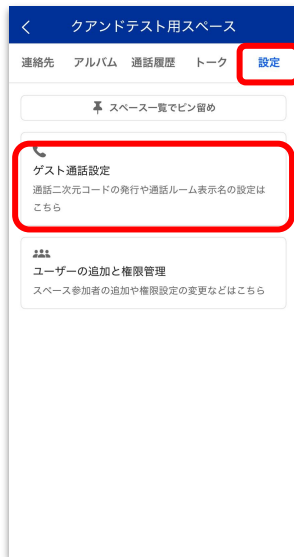 クアンドテスト用スペース
連絡先 アルバム 通話履歴 トーク 設定
スペース一覧でピン留め
ゲスト通話設定
通話二次元コードの発行や通話ルーム表示名の設定は
こちら
ユーザーの追加と権限管理
スペース参加者の追加や権限設定の変更などはこちら